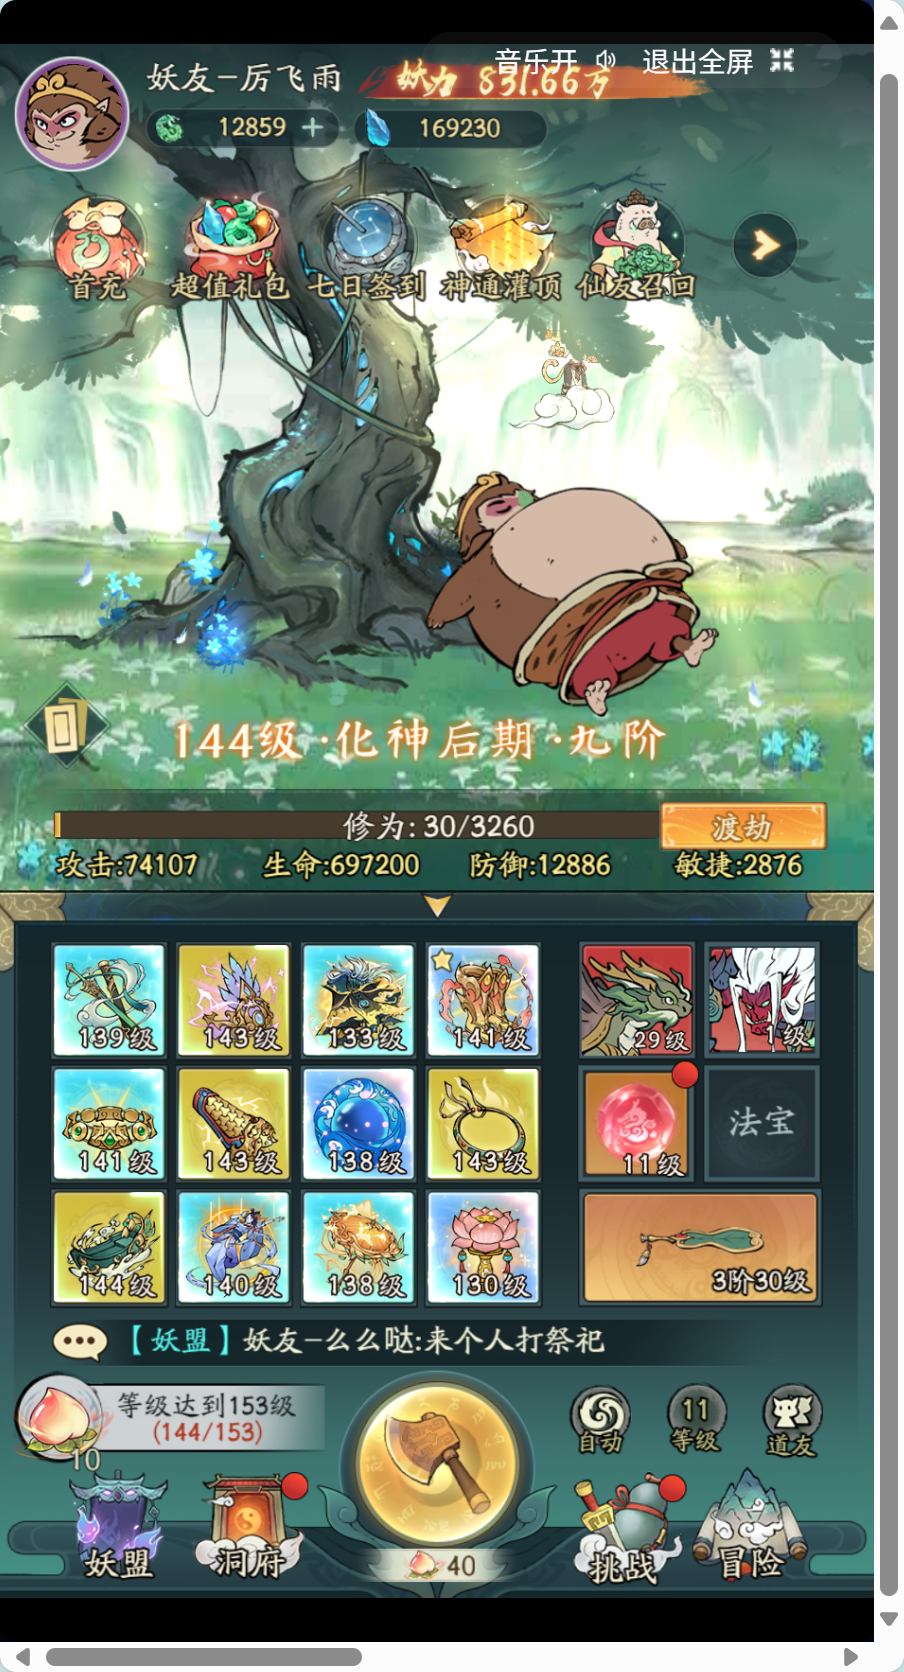 音乐开 退出全屏
妖友-厉飞雨
妖力 831.66万
12859
169230
首充
超值礼包
七日签到
神通灌顶
仙友召回
144级·化神后期·九阶
修为:30/3260
渡劫
攻击:74107 生命:697200 防御:12886 敏捷:2876
139级 143级 133级 141级 29级 1级
141级 143级 138级 143级 11级 法宝
144级 140级 138级 130级 3阶30级
【妖盟】妖友-么么哒:来个人打祭祀
等级达到153级
(144/153)
10
自动
11
等级
道友
妖盟
洞府
40
挑战
冒险